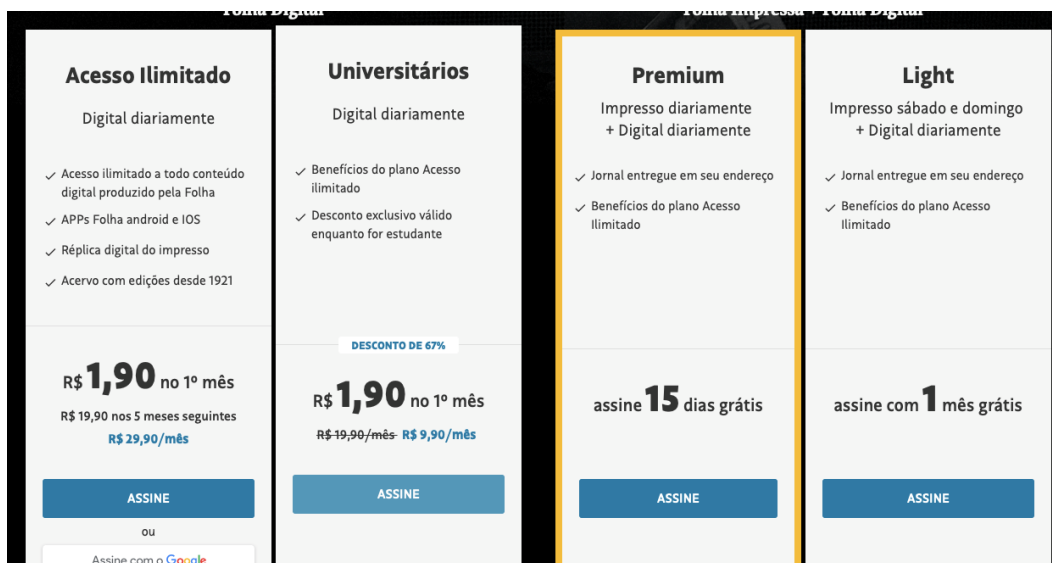 Folha Digital
Folha Impressa + Folha Digital
Acesso Ilimitado
Digital diariamente
Acesso ilimitado a todo conteúdo
digital produzido pela Folha
APPs Folha android e IOS
Réplica digital do impresso
Acervo com edições desde 1921
R$ 1,90 no 1º mês
R$ 19,90 nos 5 meses seguintes
R$ 29,90/mês
ASSINE
ou
Assine com o Google
Universitários
Digital diariamente
Benefícios do plano Acesso
ilimitado
Desconto exclusivo válido
enquanto for estudante
DESCONTO DE 67%
R$ 1,90 no 1º mês
R$ 19,90/mês R$ 9,90/mês
ASSINE
Premium
Impresso diariamente
+ Digital diariamente
Jornal entregue em seu endereço
Benefícios do plano Acesso
Ilimitado
assine 15 dias grátis
ASSINE
Light
Impresso sábado e domingo
+ Digital diariamente
Jornal entregue em seu endereço
Benefícios do plano Acesso
Ilimitado
assine com 1 mês grátis
ASSINE